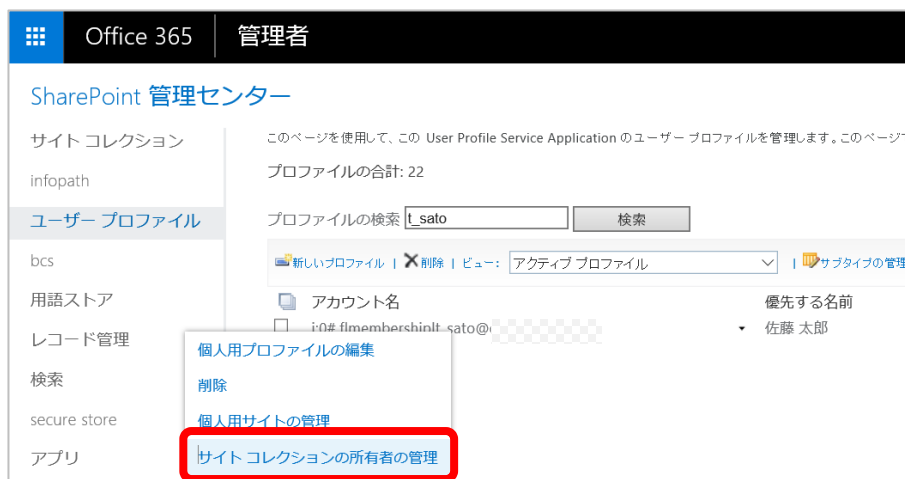 Office 365 管理者
SharePoint 管理センター
サイト コレクション
infopath
ユーザー プロファイル
bcs
用語ストア
レコード管理
検索
secure store
アプリ
このページを使用して、この User Profile Service Application のユーザー プロファイルを管理します。このページ
プロファイルの合計: 22
プロファイルの検索 t_sato 検索
新しいプロファイル | 削除 | ビュー: アクティブ プロファイル | サブタイプの管理
アカウント名 優先する名前
i:0#.f|membership|t_sato@ 佐藤 太郎
個人用プロファイルの編集
削除
個人用サイトの管理
サイト コレクションの所有者の管理